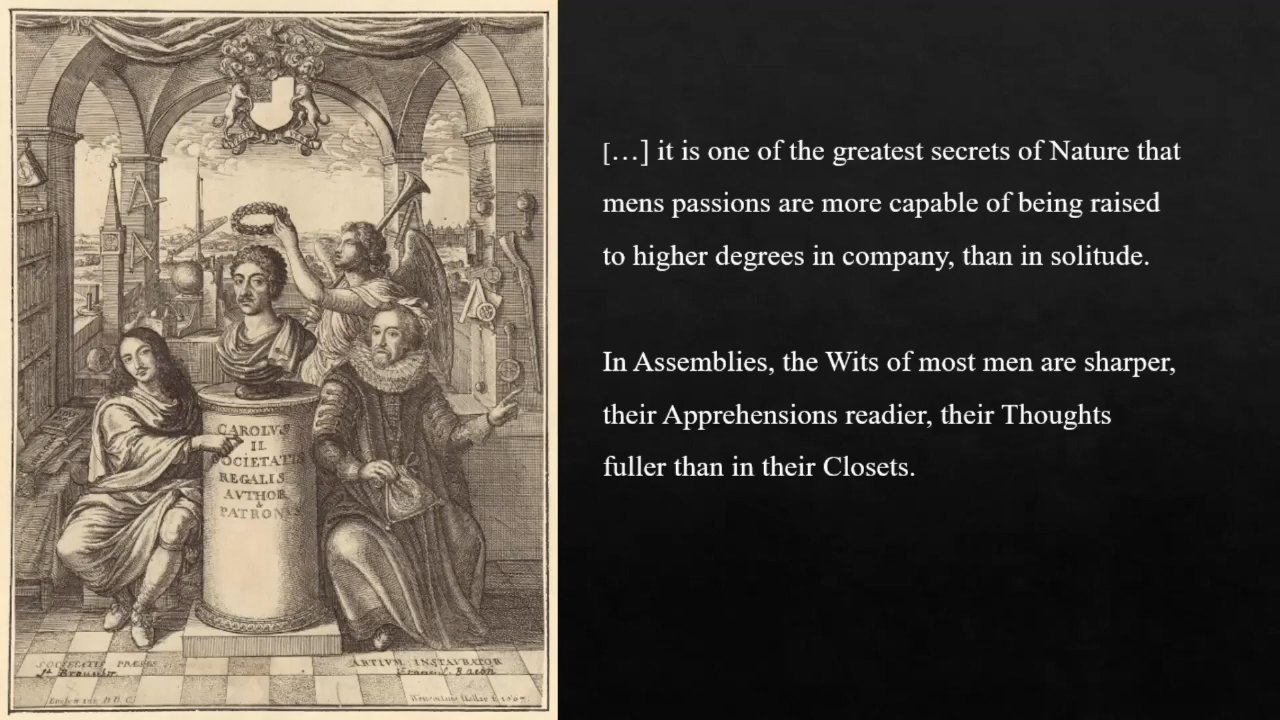 […] it is one of the greatest secrets of Nature that
mens passions are more capable of being raised
to higher degrees in company, than in solitude.
In Assemblies, the Wits of most men are sharper,
their Apprehensions readier, their Thoughts
fuller than in their Closets.
CAROLVS
II.
SOCIETATIS
REGALIS
AVTHOR
&
PATRONVS
SOCIETATIS PRÆSES
ARTIVM INSTAVRATOR
Francis. Bacon